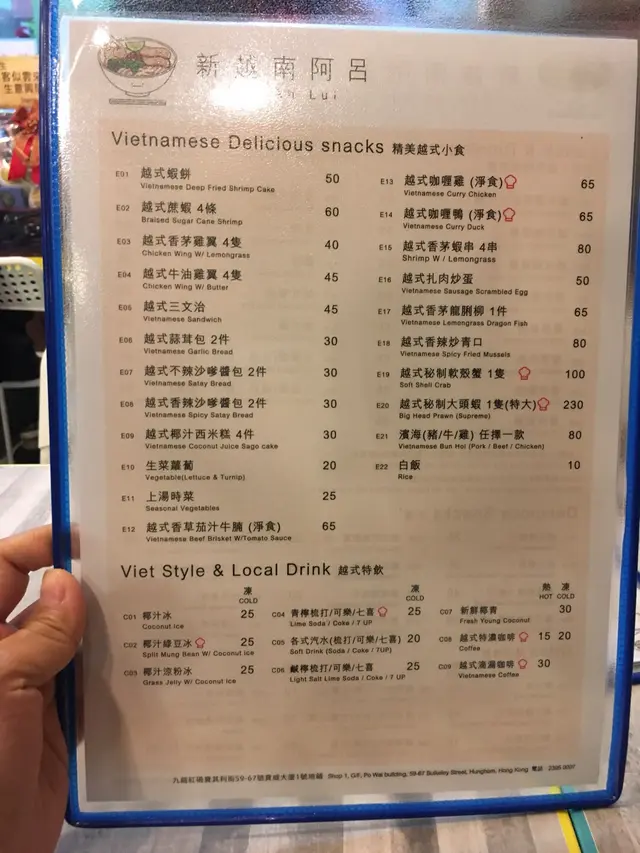 新越南阿呂
Vietnamese Delicious snacks 精美越式小食
E01 越式蝦餅 50
Vietnamese Deep Fried Shrimp Cake
E02 越式蔗蝦 4條 60
Braised Sugar Cane Shrimp
E03 越式香茅雞翼 4隻 40
Chicken Wing W/ Lemongrass
E04 越式牛油雞翼 4隻 45
Chicken Wing W/ Butter
E05 越式三文治 45
Vietnamese Sandwich
E06 越式蒜茸包 2件 30
Vietnamese Garlic Bread
E07 越式不辣沙嗲醬包 2件 30
Vietnamese Satay Bread
E08 越式香辣沙嗲醬包 2件 30
Vietnamese Spicy Satay Bread
E09 越式椰汁西米糕 4件 30
Vietnamese Coconut Juice Sago cake
E10 生菜蘿蔔 20
Vegetable(Lettuce & Turnip)
E11 上湯時菜 25
Seasonal Vegetables
E12 越式香草茄汁牛腩 (淨食) 65
Vietnamese Beef Brisket W/Tomato Sauce
E13 越式咖喱雞 (淨食) 65
Vietnamese Curry Chicken
E14 越式咖喱鴨 (淨食) 65
Vietnamese Curry Duck
E15 越式香茅蝦串 4串 80
Shrimp W / Lemongrass
E16 越式扎肉炒蛋 50
Vietnamese Sausage Scrambled Egg
E17 越式香茅龍脷柳 1件 65
Vietnamese Lemongrass Dragon Fish
E18 越式香辣炒青口 80
Vietnamese Spicy Fried Mussels
E19 越式秘制軟殼蟹 1隻 100
Soft Shell Crab
E20 越式秘制大頭蝦 1隻(特大) 230
Big Head Prawn (Supreme)
E21 濱海(豬/牛/雞) 任擇一款 80
Vietnamese Bun Hoi (Pork / Beef / Chicken)
E22 白飯 10
Rice
Viet Style & Local Drink 越式特飲
凍
COLD
C01 椰汁冰 25
Coconut Ice
C02 椰汁綠豆冰 25
Split Mung Bean W/ Coconut Ice
C03 椰汁涼粉冰 25
Grass Jelly W/ Coconut Ice
凍
COLD
C04 青檸梳打/可樂/七喜 25
Lime Soda / Coke / 7 UP
C05 各式汽水(梳打/可樂/七喜) 20
Soft Drink (Soda / Coke / 7UP)
C06 鹹檸梳打/可樂/七喜 25
Light Salt Lime Soda / Coke / 7 UP
熱 凍
HOT COLD
C07 新鮮椰青 30
Fresh Young Coconut
C08 越式特濃咖啡 15 20
Coffee
C09 越式滴漏咖啡 30
Vietnamese Coffee
Shop 1, G/F, Po Wai building, 59-67 Hunghom, Hong Kong 電話